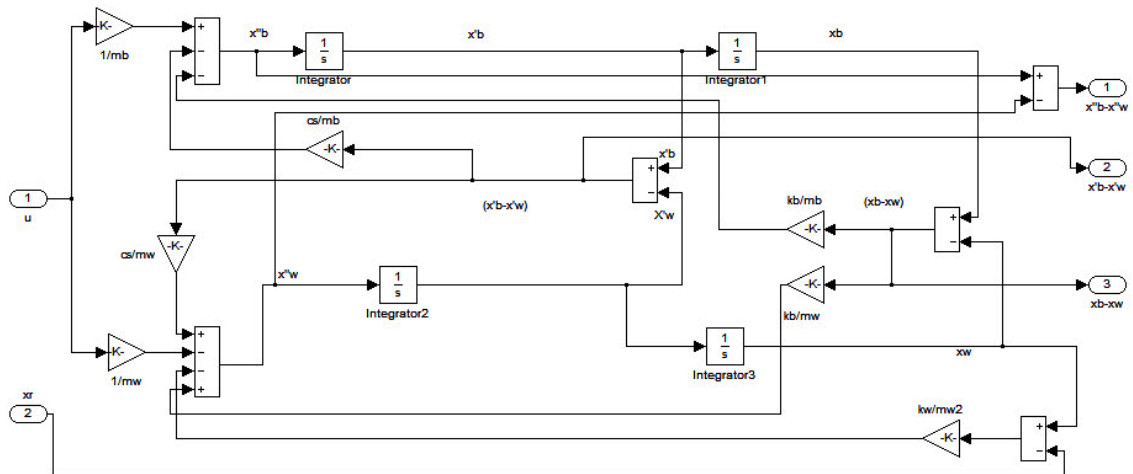 -K-
1/mb
+
−
−
x''b
1
s
Integrator
x'b
1
s
Integrator1
xb
+
−
1
x''b-x''w
cs/mb
-K-
x'b
+
−
X'w
2
x'b-x'w
1
u
(x'b-x'w)
kb/mb
-K-
(xb-xw)
+
−
-K-
cs/mw
x''w
1
s
Integrator2
-K-
kb/mw
3
xb-xw
-K-
1/mw
+
−
−
+
1
s
Integrator3
xw
xr
2
kw/mw2
-K-
+
−